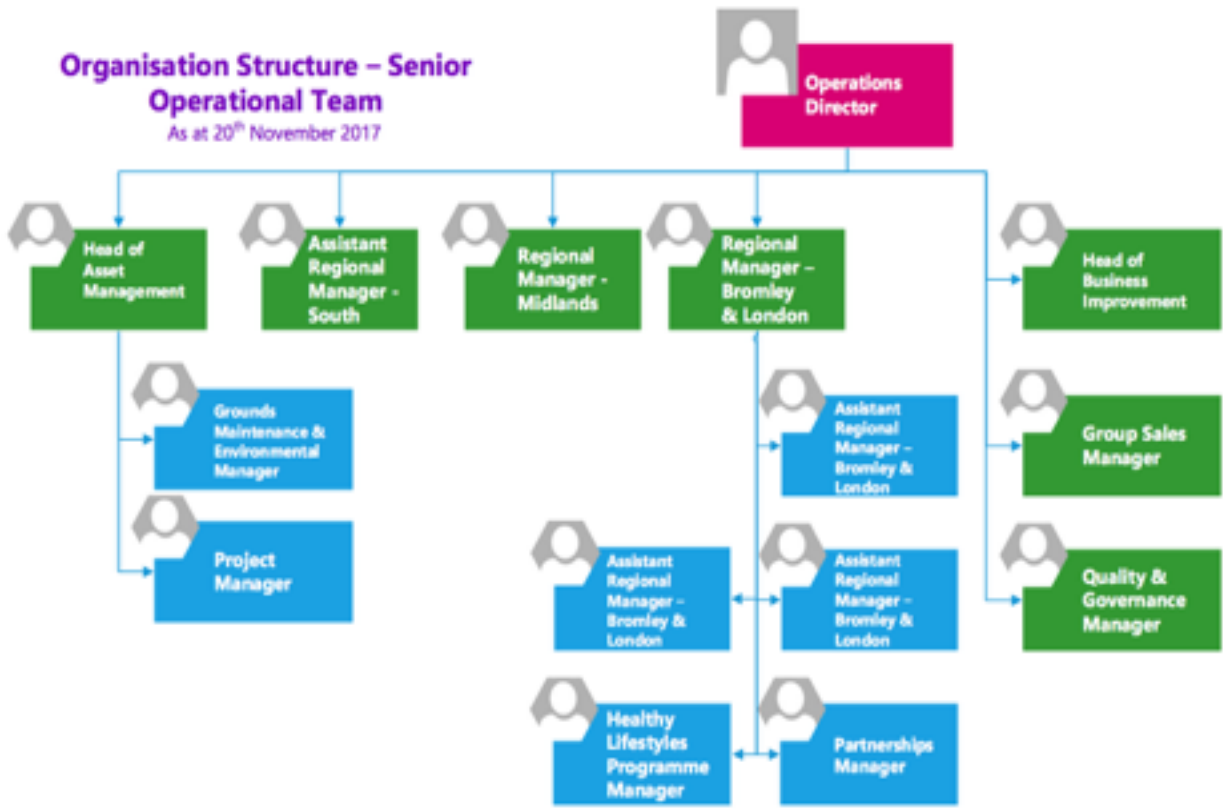 Organisation Structure – Senior
Operational Team
As at 20th November 2017
Operations
Director
Head of
Asset
Management
Assistant
Regional
Manager -
South
Regional
Manager -
Midlands
Regional
Manager –
Bromley
& London
Head of
Business
Improvement
Grounds
Maintenance &
Environmental
Manager
Assistant
Regional
Manager –
Bromley &
London
Group Sales
Manager
Project
Manager
Assistant
Regional
Manager –
Bromley &
London
Assistant
Regional
Manager –
Bromley &
London
Quality &
Governance
Manager
Healthy
Lifestyles
Programme
Manager
Partnerships
Manager